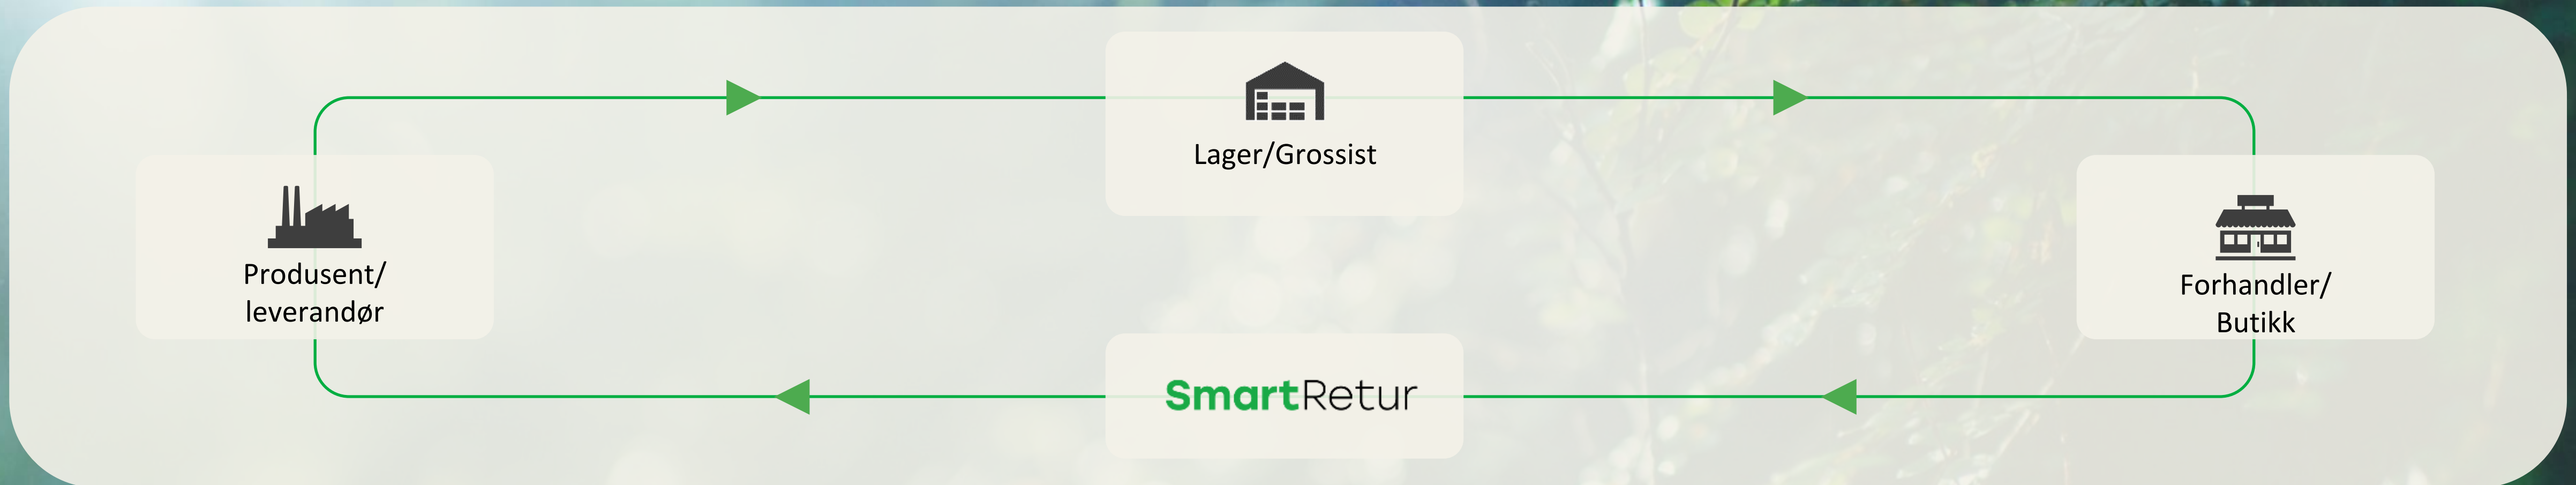 Lager/Grossist
Produsent/
leverandør
Forhandler/
Butikk
SmartRetur